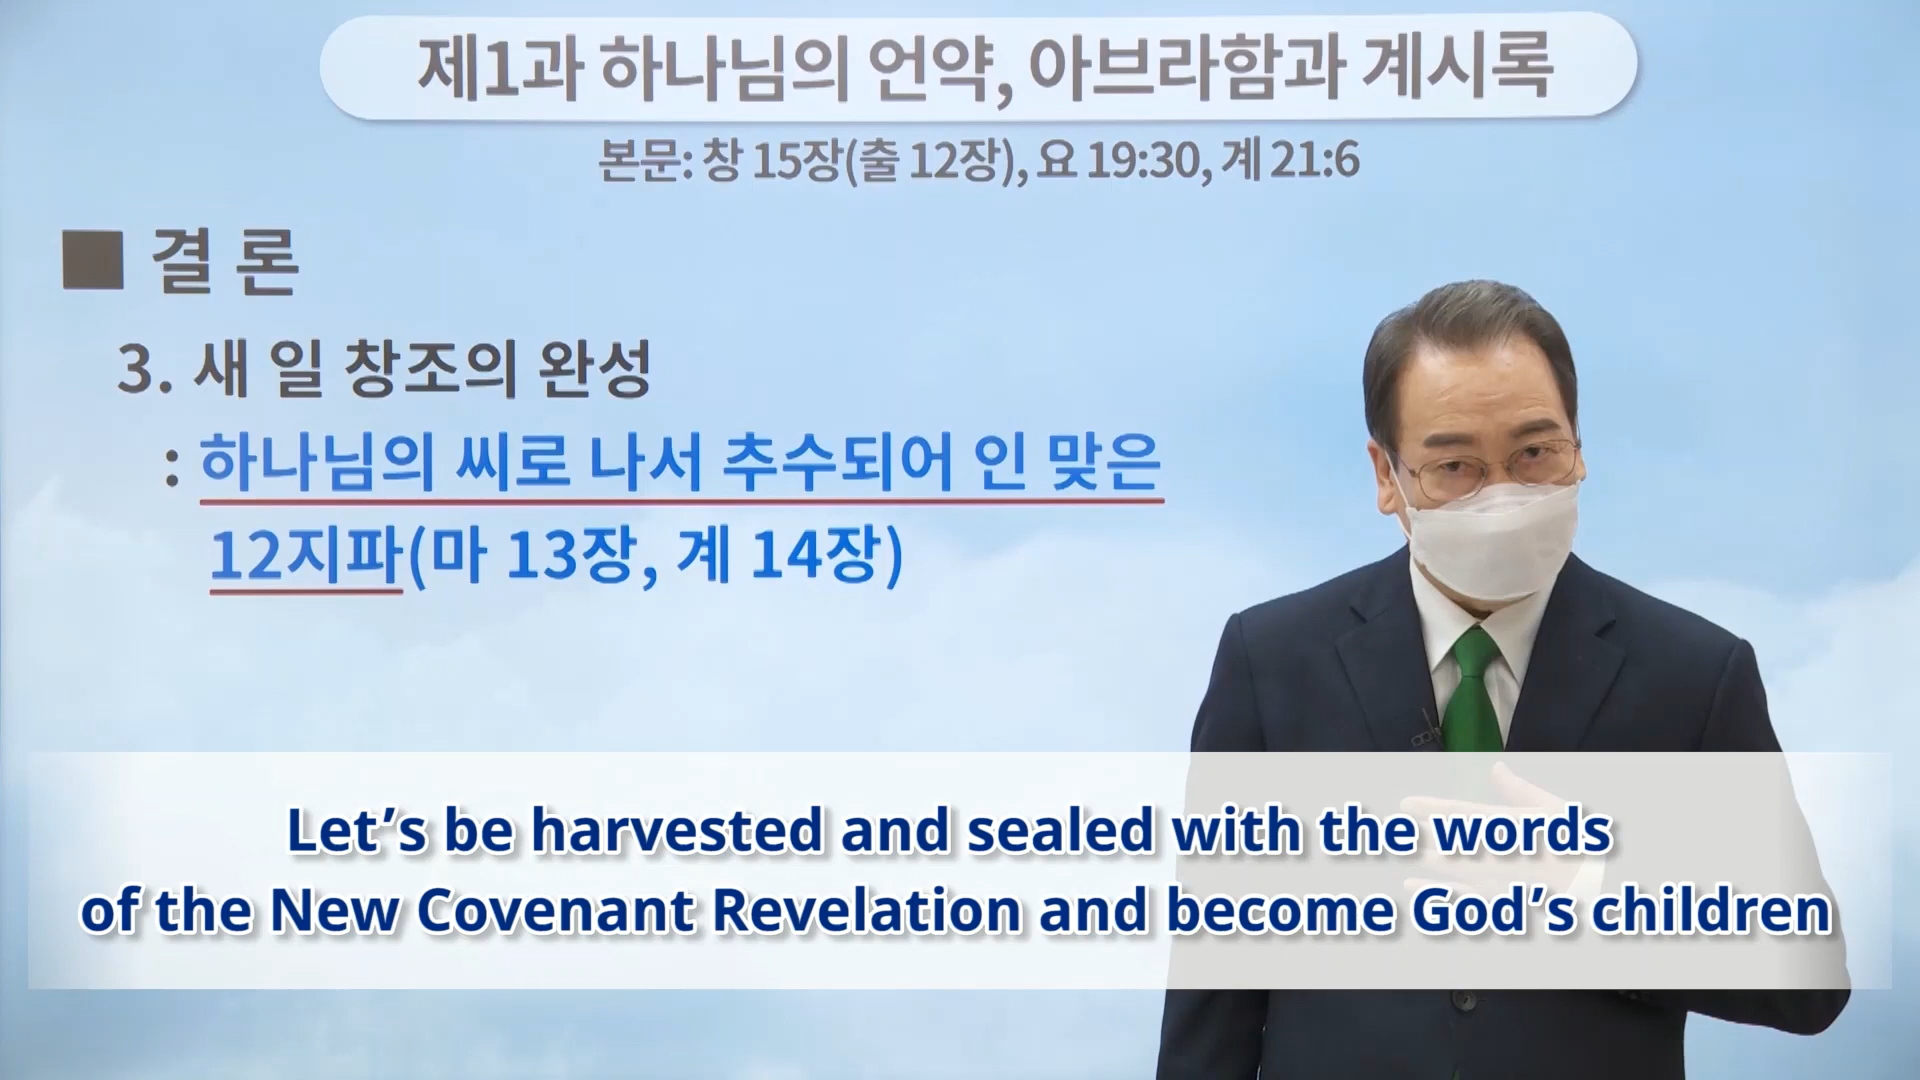 제1과 하나님의 언약, 아브라함과 계시록
본문: 창 15장(출 12장), 요 19:30, 계 21:6
■ 결 론
3. 새 일 창조의 완성
: 하나님의 씨로 나서 추수되어 인 맞은
12지파(마 13장, 계 14장)
Let’s be harvested and sealed with the words
of the New Covenant Revelation and become God’s children